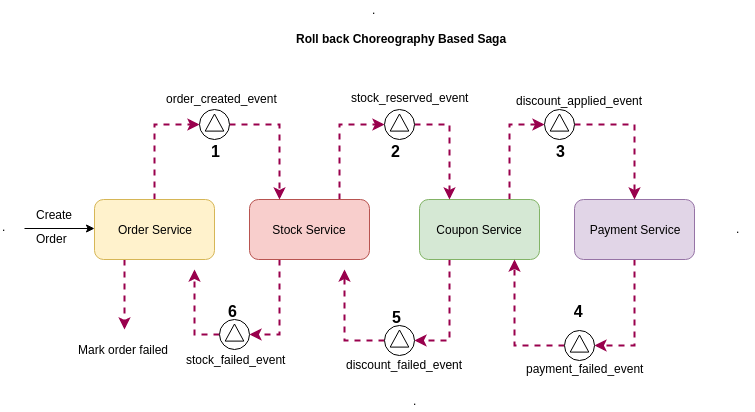 Roll back Choreography Based Saga
order_created_event
stock_reserved_event
discount_applied_event
1
2
3
Create
Order
Order Service
Stock Service
Coupon Service
Payment Service
6
5
4
Mark order failed
stock_failed_event
discount_failed_event
payment_failed_event